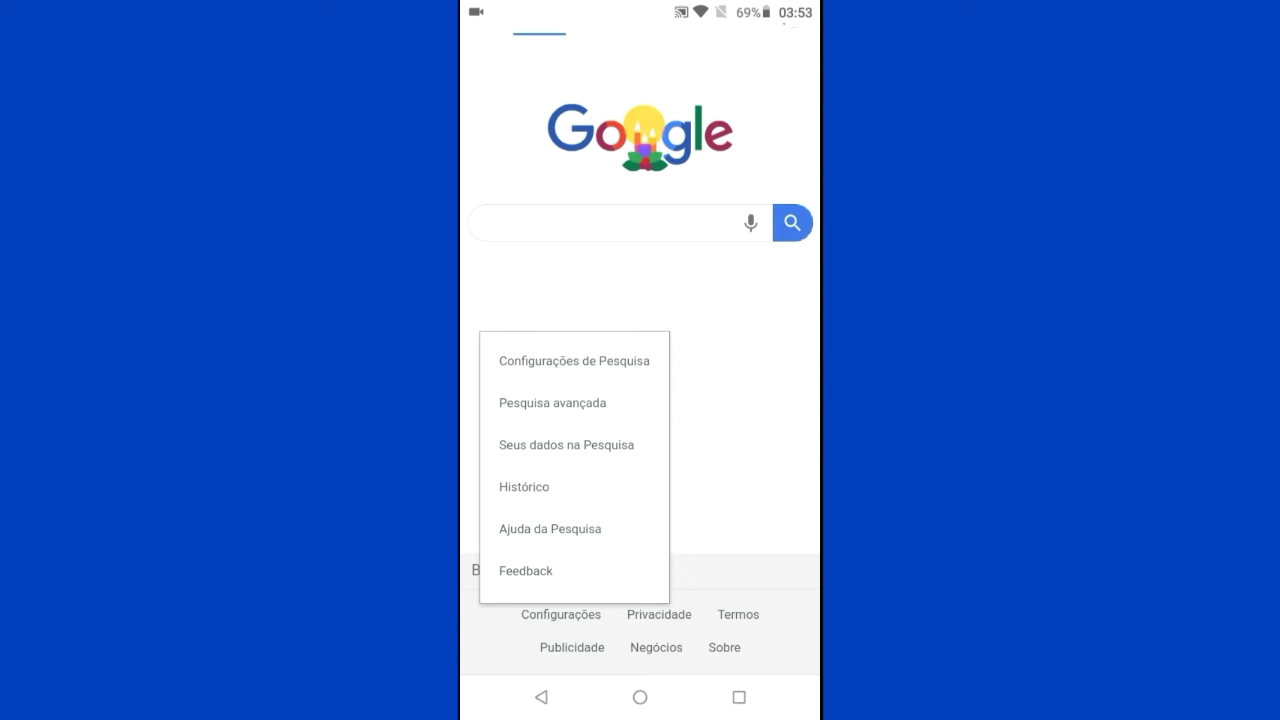 69% 03:53
Google
Configurações de Pesquisa
Pesquisa avançada
Seus dados na Pesquisa
Histórico
Ajuda da Pesquisa
Feedback
Configurações Privacidade Termos
Publicidade Negócios Sobre